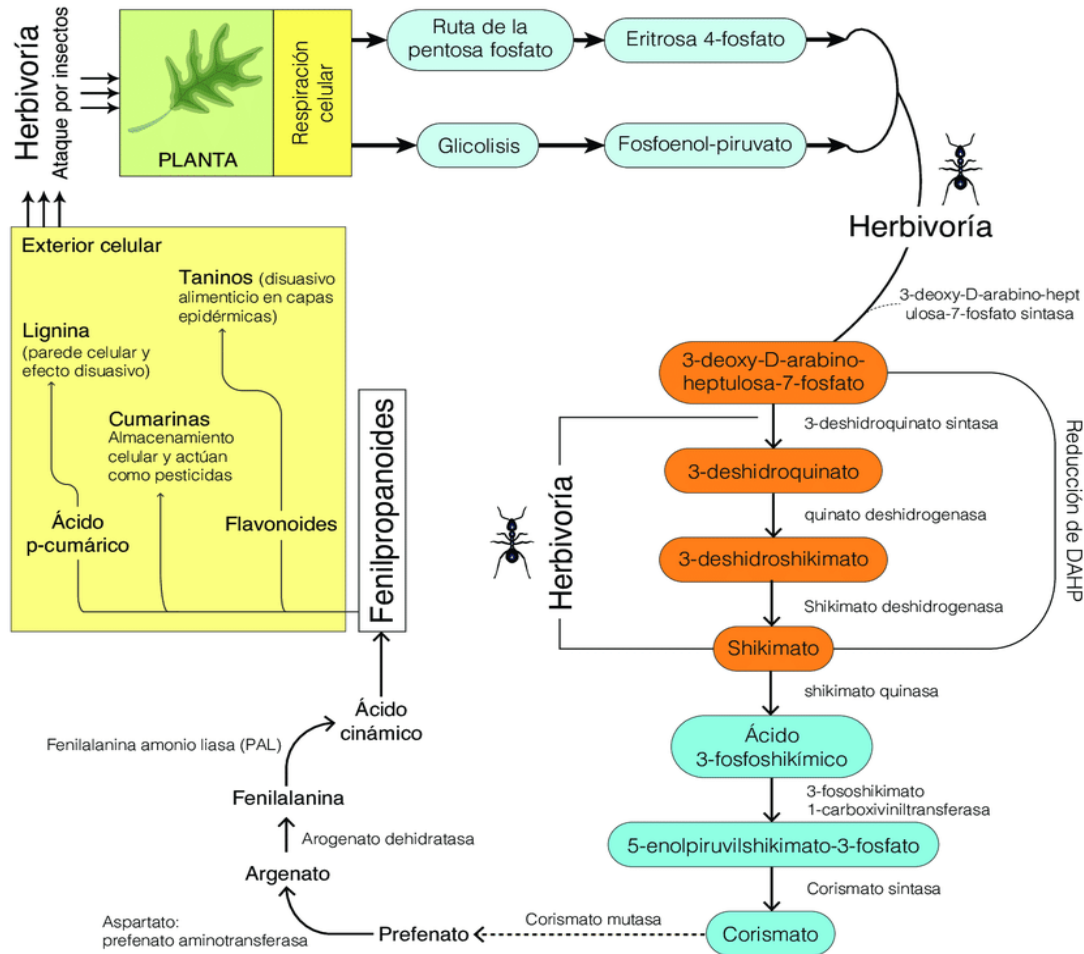 Herbivoría
Ataque por insectos
PLANTA
Respiración
celular
Ruta de la
pentosa fosfato
Eritrosa 4-fosfato
Glicolisis
Fosfoenol-piruvato
Herbivoría
3-deoxy-D-arabino-hept
ulosa-7-fosfato sintasa
3-deoxy-D-arabino-
heptulosa-7-fosfato
3-deshidroquinato sintasa
3-deshidroquinato
quinato deshidrogenasa
3-deshidroshikimato
Shikimato deshidrogenasa
Shikimato
Herbivoría
Reducción de DAHP
shikimato quinasa
Ácido
3-fosfoshikímico
3-fososhikimato
1-carboxiviniltransferasa
5-enolpiruvilshikimato-3-fosfato
Corismato sintasa
Corismato
Corismato mutasa
Prefenato
Aspartato:
prefenato aminotransferasa
Argenato
Arogenato dehidratasa
Fenilalanina
Fenilalanina amonio liasa (PAL)
Ácido
cinámico
Fenilpropanoides
Exterior celular
Taninos (disuasivo
alimenticio en capas
epidérmicas)
Lignina
(parede celular y
efecto disuasivo)
Cumarinas
Almacenamiento
celular y actúan
como pesticidas
Ácido
p-cumárico
Flavonoides